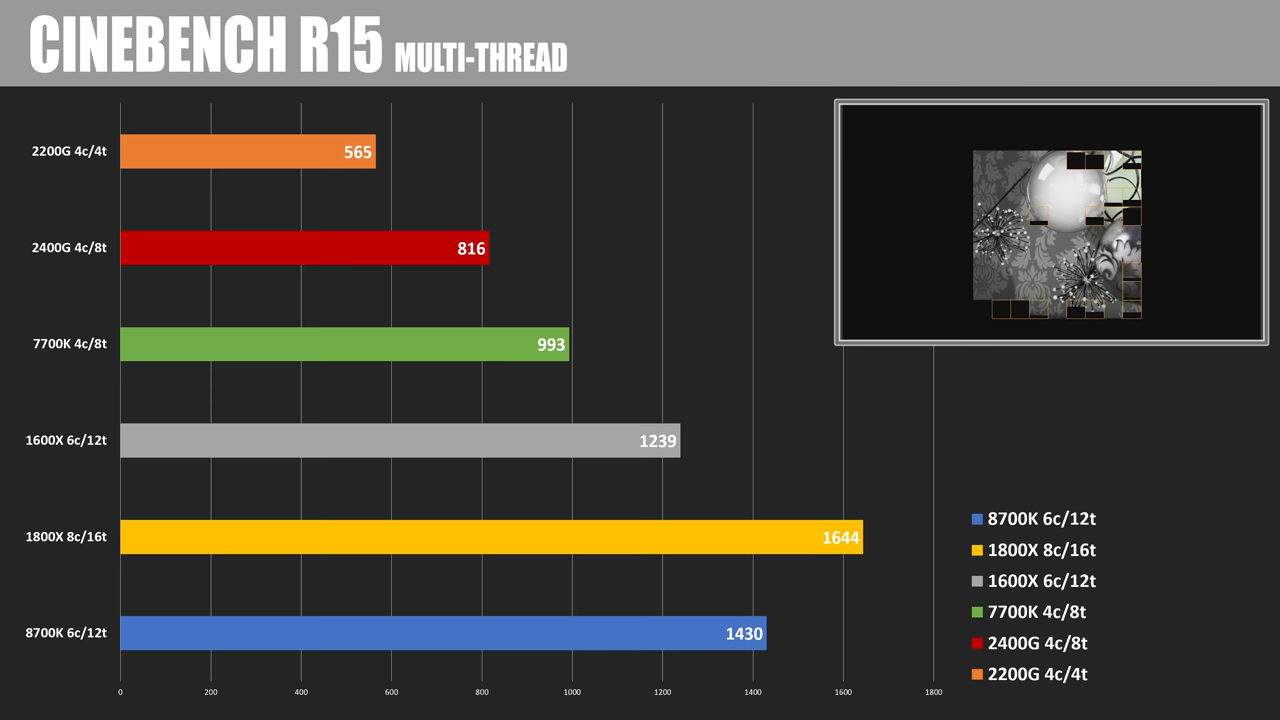 CINEBENCH R15 MULTI-THREAD
2200G 4c/4t 565
2400G 4c/8t 816
7700K 4c/8t 993
1600X 6c/12t 1239
1800X 8c/16t 1644
8700K 6c/12t 1430
0 200 400 600 800 1000 1200 1400 1600 1800
8700K 6c/12t
1800X 8c/16t
1600X 6c/12t
7700K 4c/8t
2400G 4c/8t
2200G 4c/4t